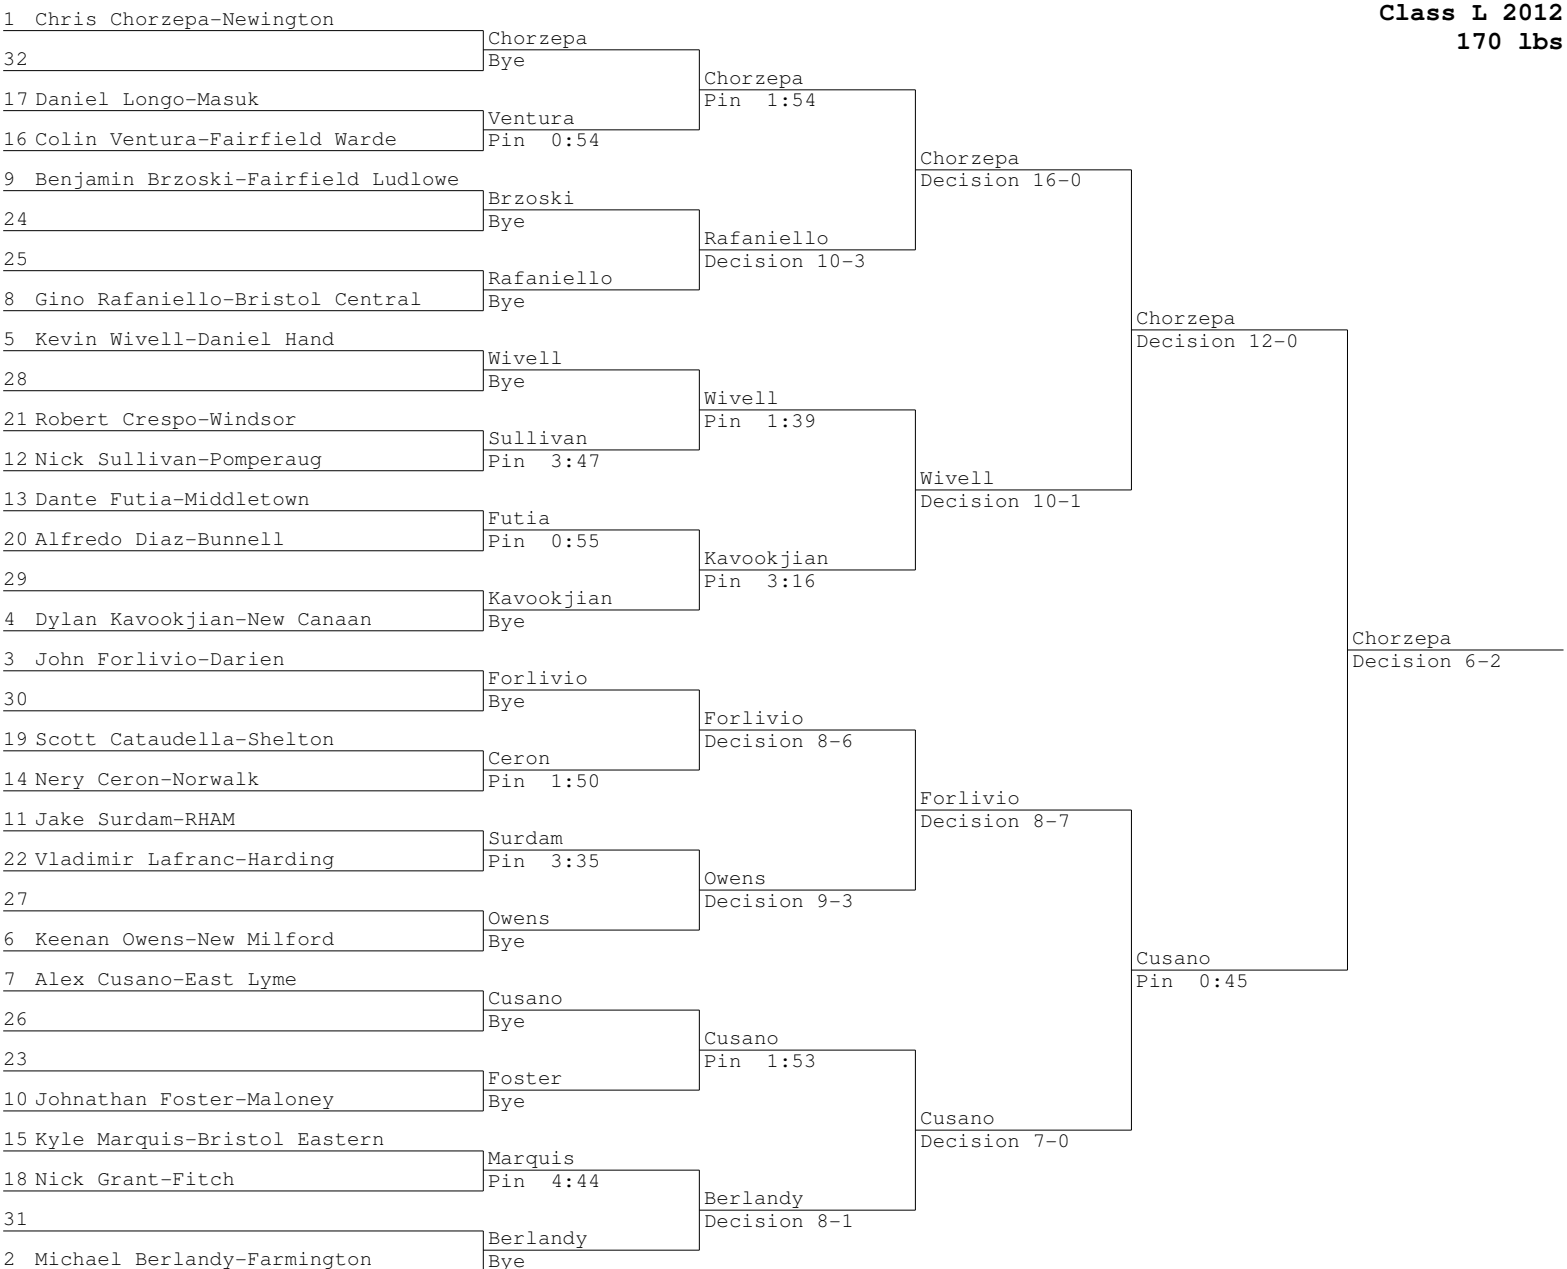 Class L 2012
170 lbs
1 Chris Chorzepa-Newington
32
17 Daniel Longo-Masuk
16 Colin Ventura-Fairfield Warde
9 Benjamin Brzoski-Fairfield Ludlowe
24
25
8 Gino Rafaniello-Bristol Central
5 Kevin Wivell-Daniel Hand
28
21 Robert Crespo-Windsor
12 Nick Sullivan-Pomperaug
13 Dante Futia-Middletown
20 Alfredo Diaz-Bunnell
29
4 Dylan Kavookjian-New Canaan
3 John Forlivio-Darien
30
19 Scott Cataudella-Shelton
14 Nery Ceron-Norwalk
11 Jake Surdam-RHAM
22 Vladimir Lafranc-Harding
27
6 Keenan Owens-New Milford
7 Alex Cusano-East Lyme
26
23
10 Johnathan Foster-Maloney
15 Kyle Marquis-Bristol Eastern
18 Nick Grant-Fitch
31
2 Michael Berlandy-Farmington
Chorzepa
Bye
Ventura
Pin 0:54
Brzoski
Bye
Rafaniello
Bye
Wivell
Bye
Sullivan
Pin 3:47
Futia
Pin 0:55
Kavookjian
Bye
Forlivio
Bye
Ceron
Pin 1:50
Surdam
Pin 3:35
Owens
Bye
Cusano
Bye
Foster
Bye
Marquis
Pin 4:44
Berlandy
Bye
Chorzepa
Pin 1:54
Rafaniello
Decision 10-3
Wivell
Pin 1:39
Kavookjian
Pin 3:16
Forlivio
Decision 8-6
Owens
Decision 9-3
Cusano
Pin 1:53
Berlandy
Decision 8-1
Chorzepa
Decision 16-0
Wivell
Decision 10-1
Forlivio
Decision 8-7
Cusano
Decision 7-0
Chorzepa
Decision 12-0
Cusano
Pin 0:45
Chorzepa
Decision 6-2